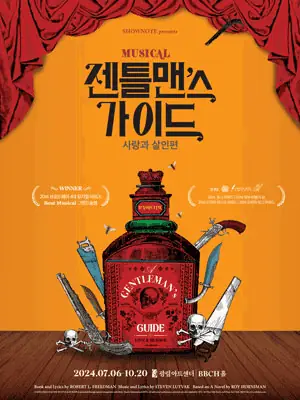 SHOWNOTE presents
MUSICAL
젠틀맨's
가이드
사랑과 살인편
The WINNER of
Best Musical
A
GENTLEMAN'S
GUIDE
LOVE & MURDER
2024.07.06-10.20 광림아트센터 BBCH홀
Book and Lyrics by ROBERT L. FREEDMAN Music and Lyrics by STEVEN LUTVAK Based on A Novel by ROY HORNIMAN